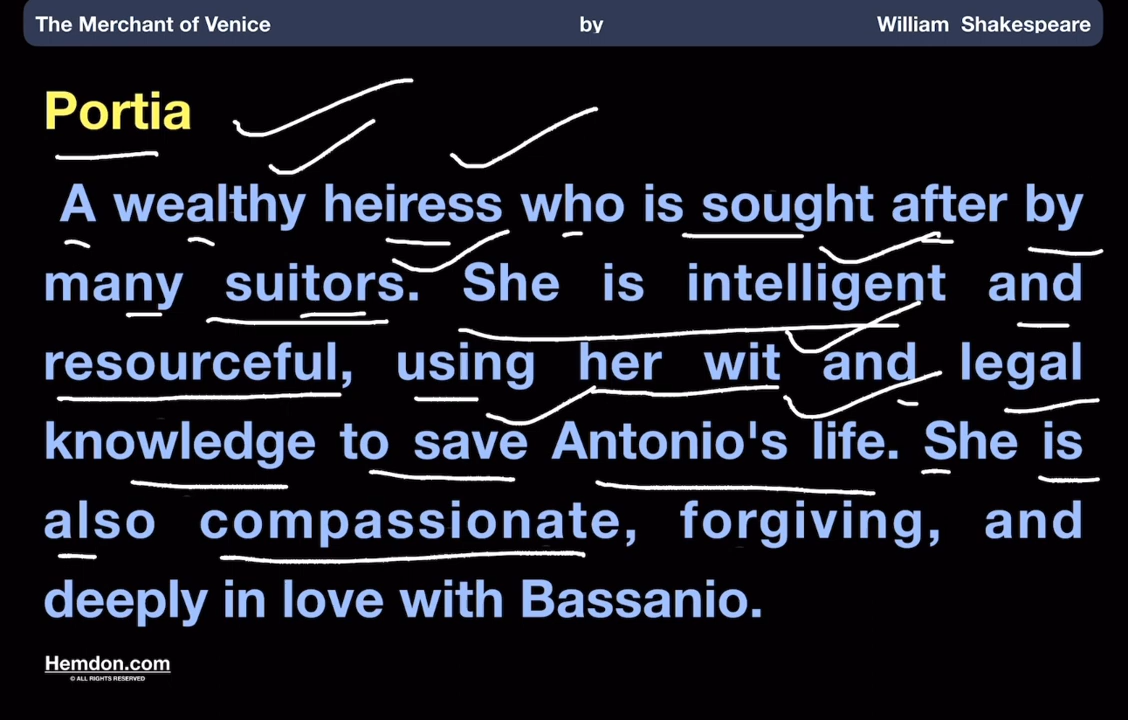 The Merchant of Venice by William Shakespeare
Portia
A wealthy heiress who is sought after by
many suitors. She is intelligent and
resourceful, using her wit and legal
knowledge to save Antonio's life. She is
also compassionate, forgiving, and
deeply in love with Bassanio.
Hemdon.com
© ALL RIGHTS RESERVED